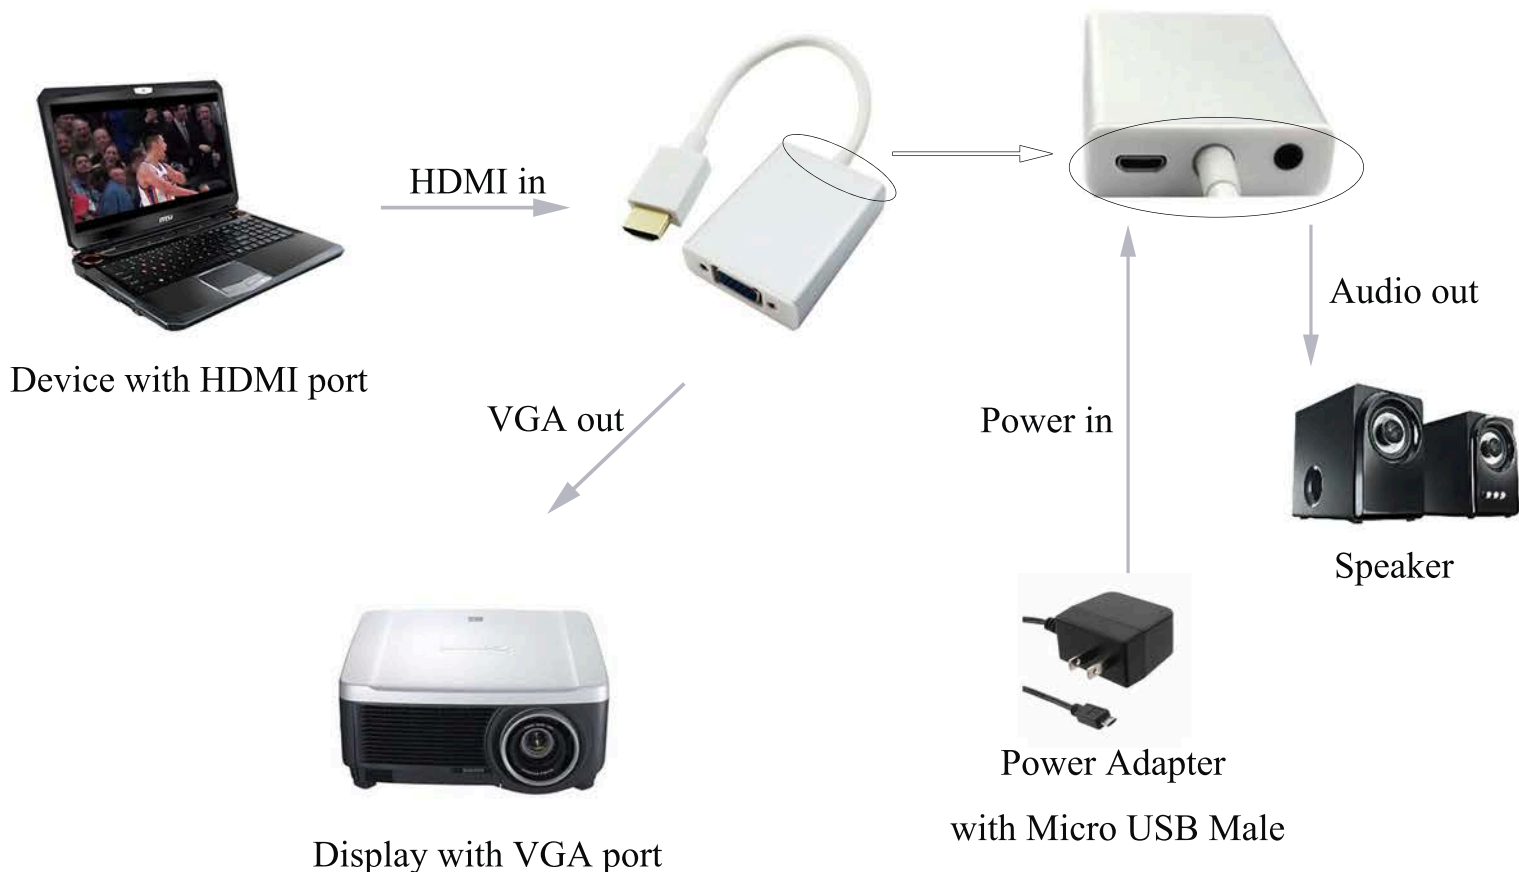 HDMI in
Device with HDMI port
VGA out
Audio out
Power in
Speaker
Power Adapter
with Micro USB Male
Display with VGA port
msi